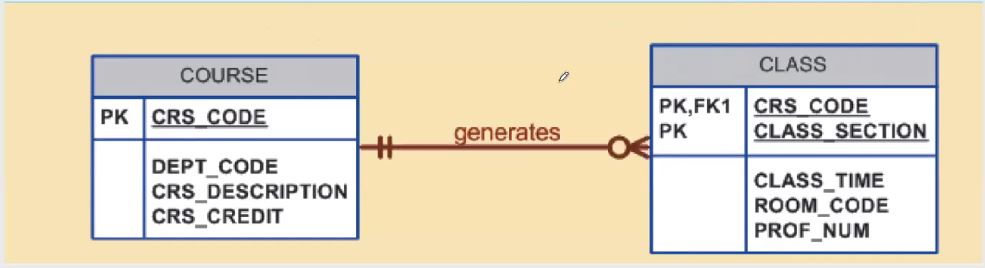 COURSE
PK CRS_CODE
DEPT_CODE
CRS_DESCRIPTION
CRS_CREDIT
generates
CLASS
PK,FK1 CRS_CODE
PK CLASS_SECTION
CLASS_TIME
ROOM_CODE
PROF_NUM